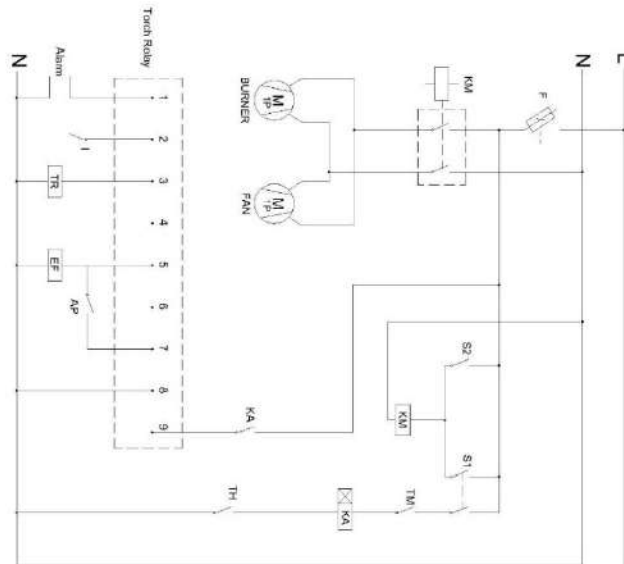 N
Alarm
Torch Rolay
1
2
3
4
5
6
7
8
9
I
TR
EF
AP
BURNER
M
1P
FAN
M
1P
KM
F
N
L
KA
KM
S2
S1
TH
KA
TM